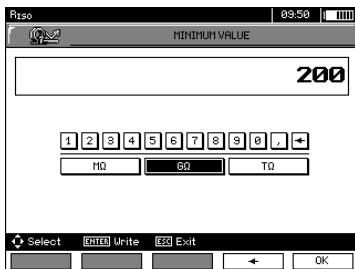 RISO 09:50
MINIMUM VALUE
200
1 2 3 4 5 6 7 8 9 0 , ←
MΩ GΩ TΩ
Select ENTER Write ESC Exit
← OK